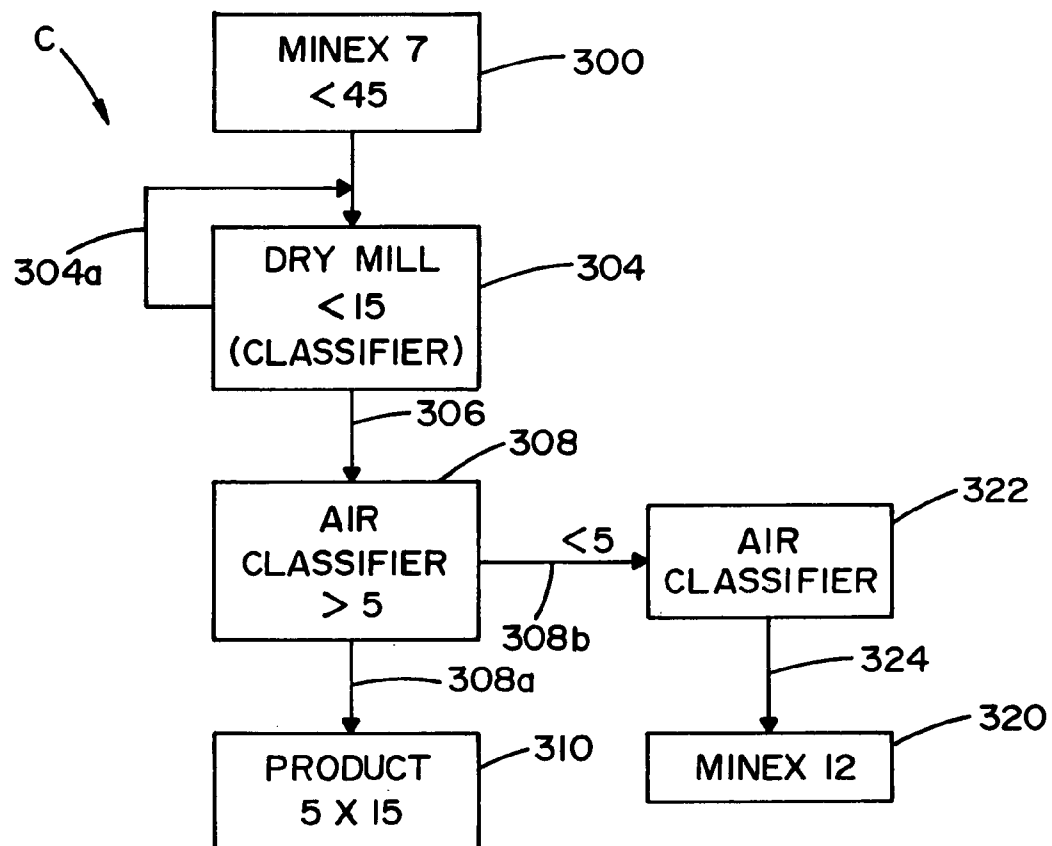 C
MINEX 7
<45
300
304a
DRY MILL
<15
(CLASSIFIER)
304
306
308
AIR
CLASSIFIER
> 5
<5
308b
322
AIR
CLASSIFIER
308a
324
PRODUCT
5 X 15
310
320
MINEX 12